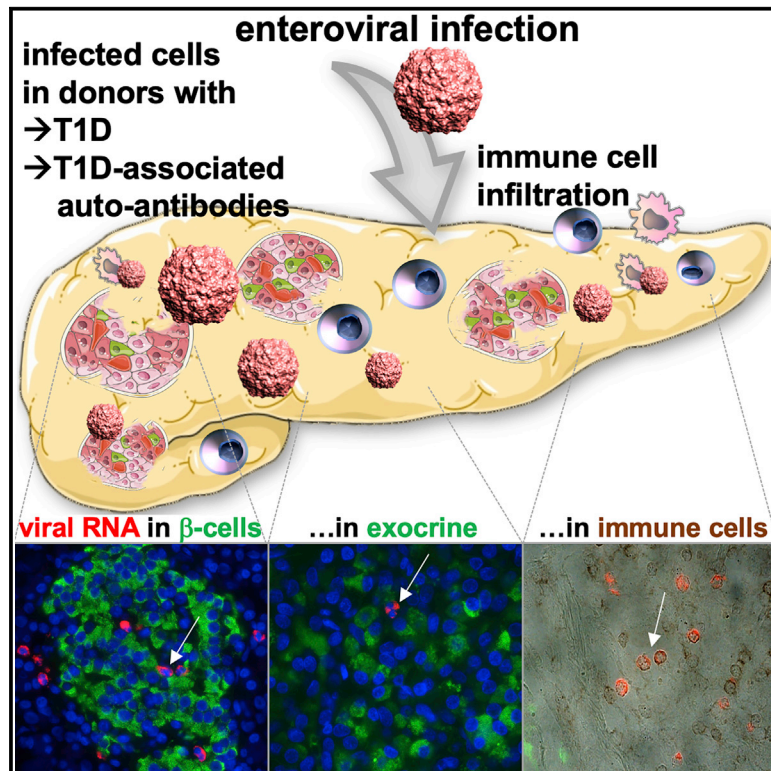 enteroviral infection
infected cells
in donors with
→T1D
→T1D-associated
auto-antibodies
immune cell
infiltration
viral RNA in β-cells
...in exocrine
...in immune cells